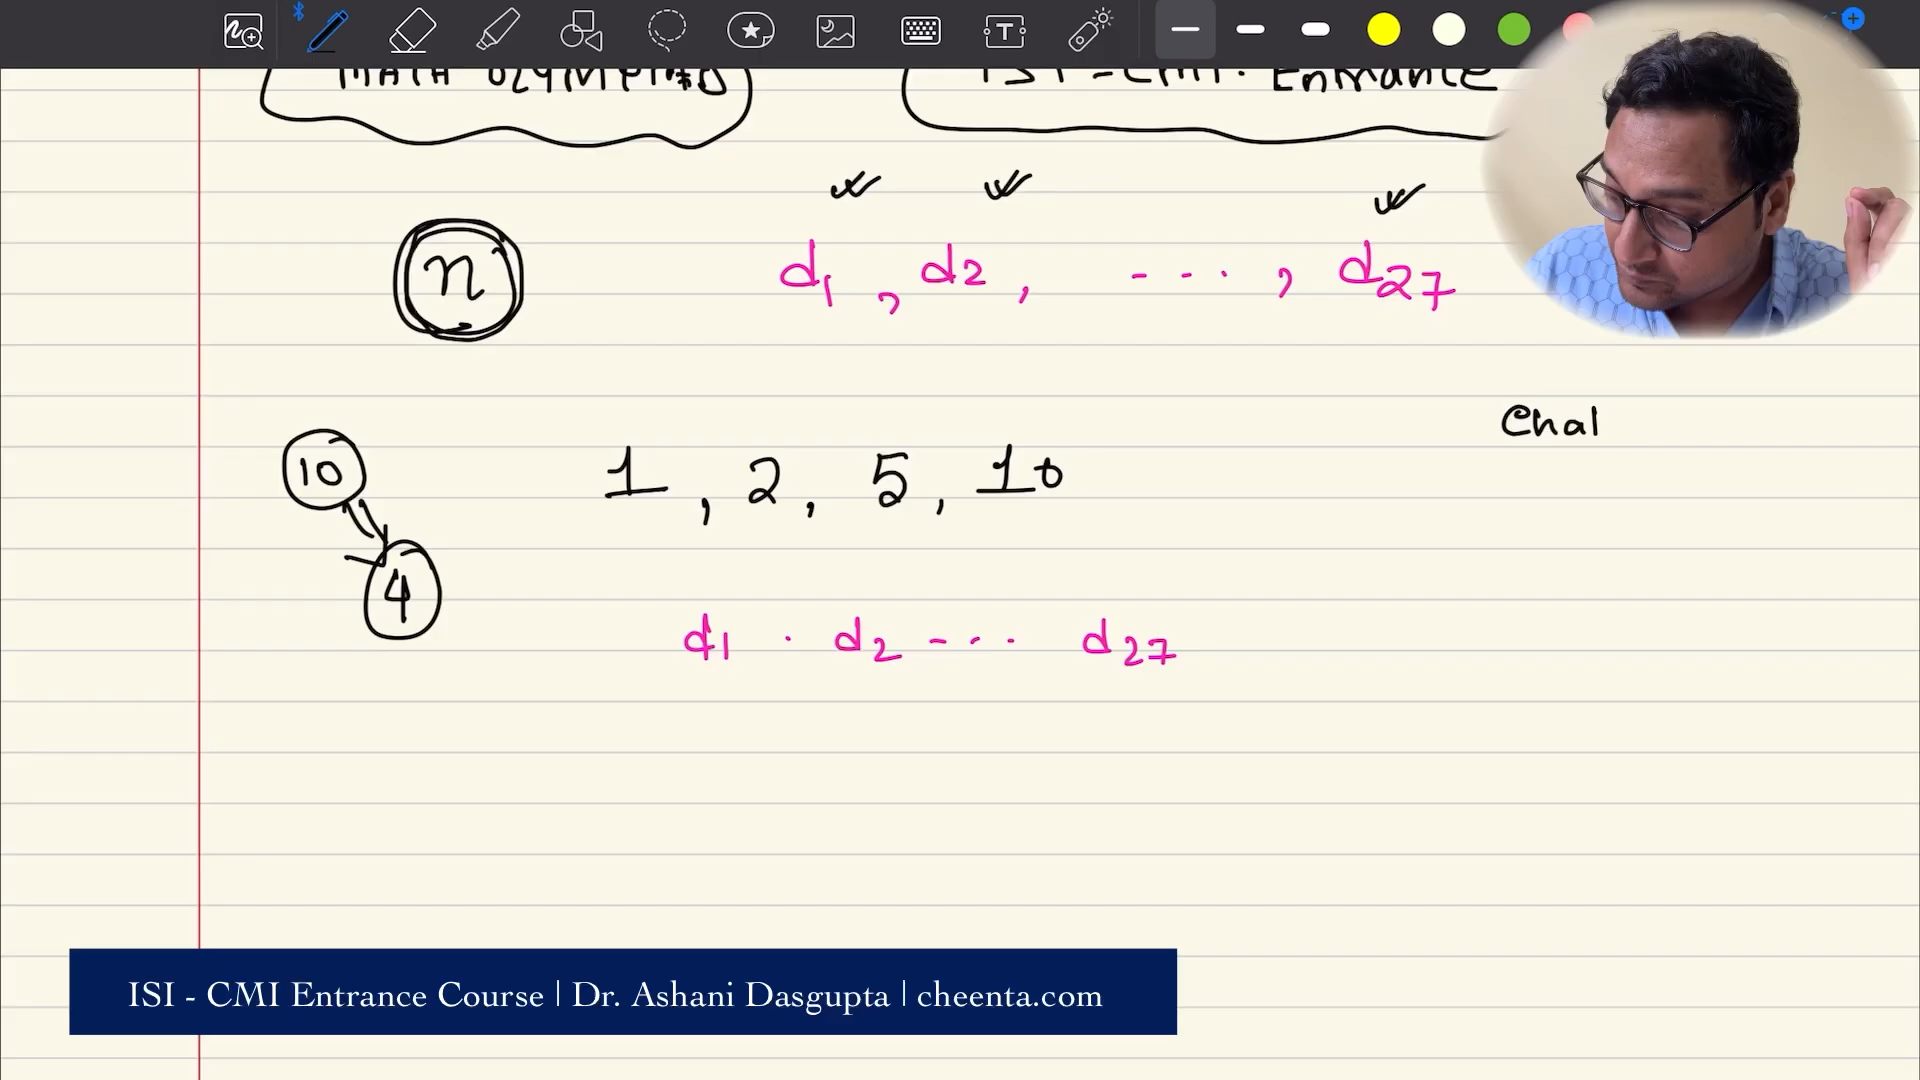 MATH OLYMPIAD
ISI - CMI. Entrance
n d1, d2, ---, d27
Chal
10 1, 2, 5, 10
4
d1 . d2 --- d27
ISI - CMI Entrance Course | Dr. Ashani Dasgupta | cheenta.com